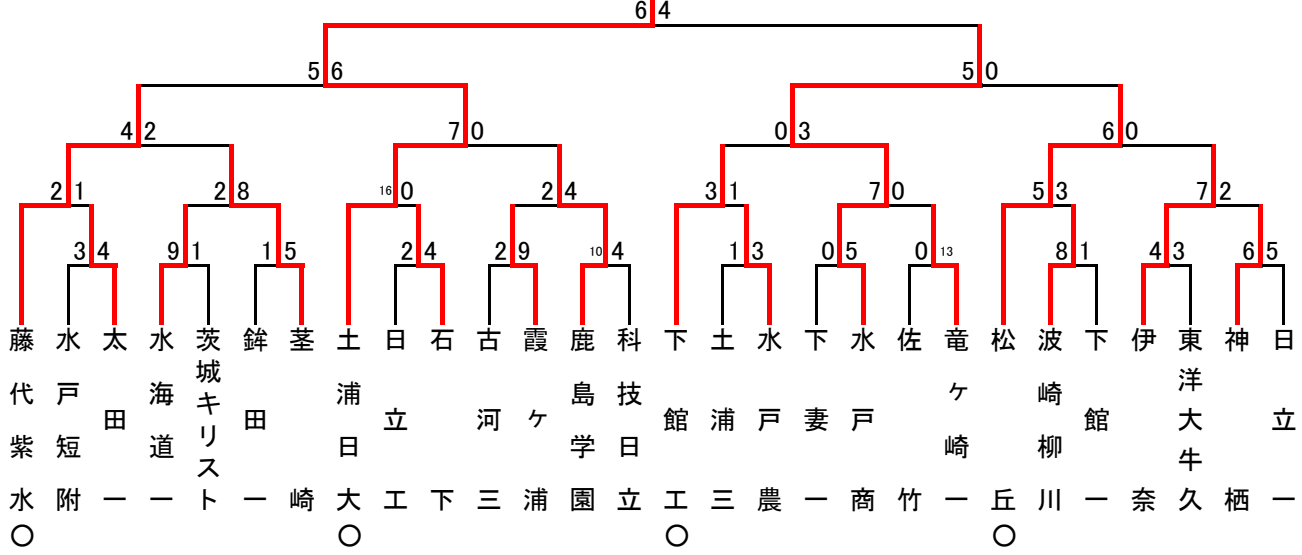 6 4
5 6
5 0
4 2
7 0
0 3
6 0
2 1
2 8
16 0
2 4
3 1
7 0
5 3
7 2
3 4
9 1
1 5
2 4
2 9
10 4
1 3
0 5
0 13
8 1
4 3
6 5
藤代紫水〇
水戸短附
太田一
水海道一
茨城キリスト
鉾田一
茎崎
土浦日大〇
日立工
石下
古河三
霞ヶ浦
鹿島学園
科技日立
下館工〇
土浦三
水戸農
下妻一
水戸商
佐竹
竜ヶ崎一
松丘〇
波崎柳川
下館一
伊奈
東洋大牛久
神栖
日立一